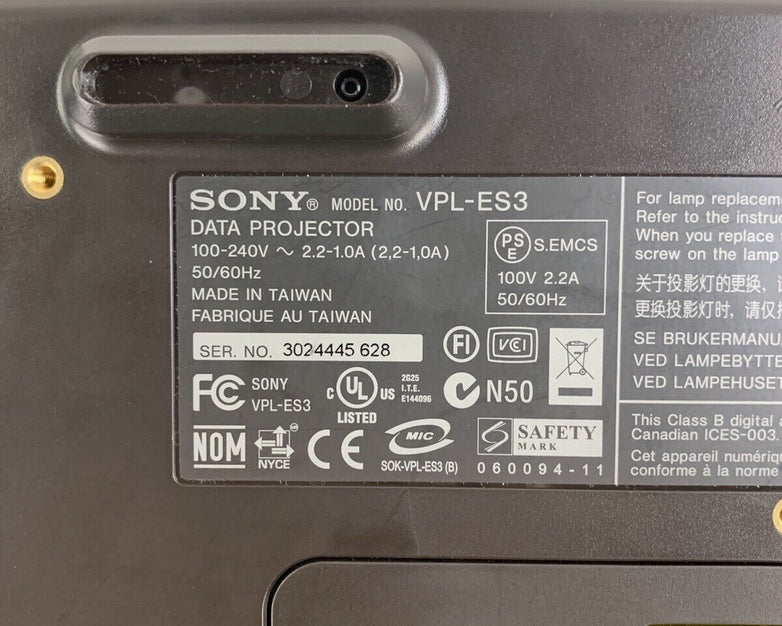 SONY® MODEL NO. VPL-ES3
DATA PROJECTOR
100-240V ～ 2.2-1.0A (2,2-1,0A)
50/60Hz
MADE IN TAIWAN
FABRIQUE AU TAIWAN
SER. NO. 3024445 628
PSE S.EMCS
100V 2.2A
50/60Hz
FI VCI
FC SONY
VPL-ES3
C UL US
LISTED
2G25
I.T.E.
E144096
N50
NOM NYCE CE MIC
SOK-VPL-ES3 (B)
S SAFETY
MARK
060094-11
For lamp replacem
Refer to the instru
When you replace
screw on the lamp
关于投影灯的更换,
更换投影灯时, 请仅
SE BRUKERMANU
VED LAMPEBYTTE
VED LAMPEHUSET
This Class B digital a
Canadian ICES-003.
Cet appareil numériq
conforme à la norme